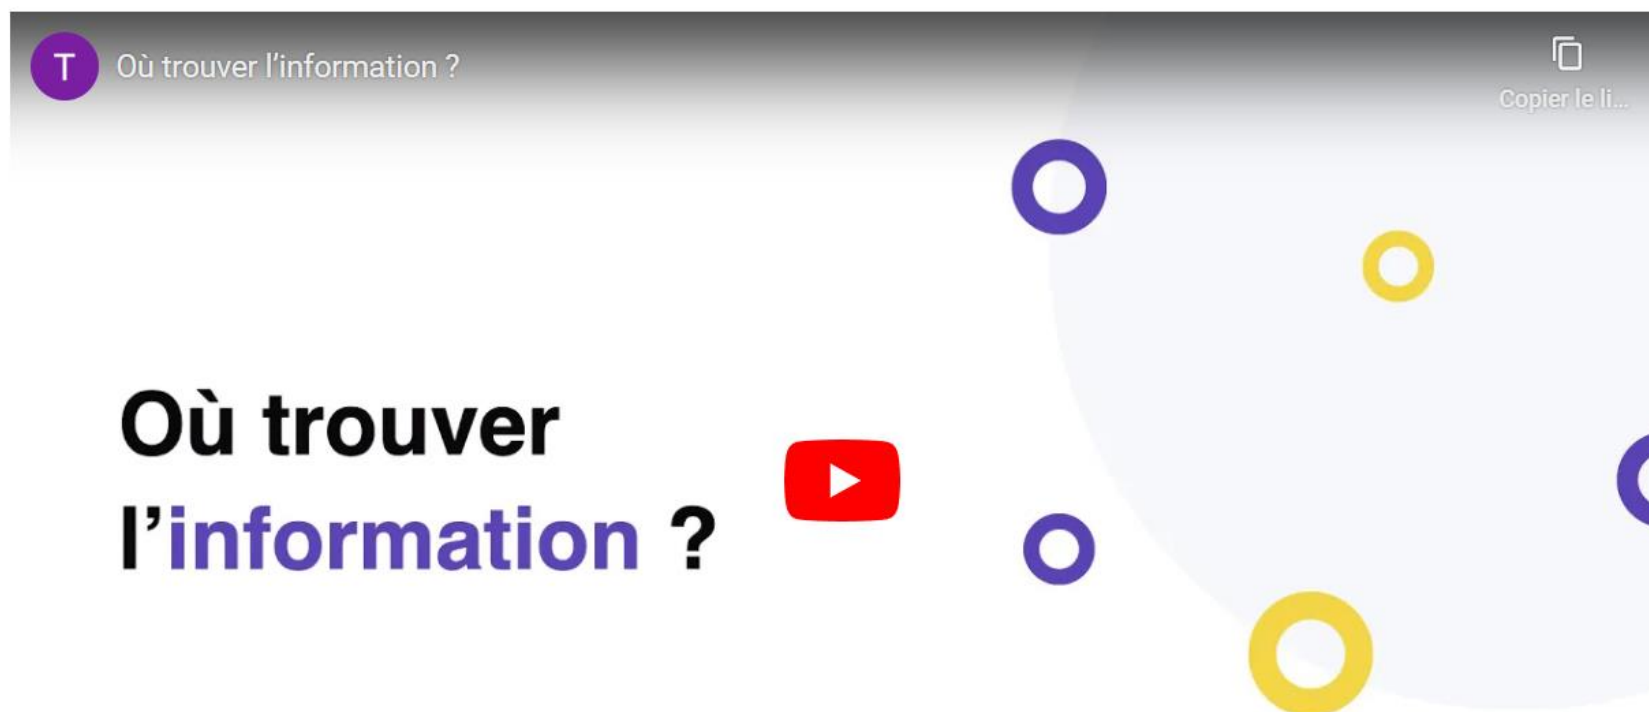 T
Où trouver l’information ?
Copier le li...
Où trouver
l’information ?